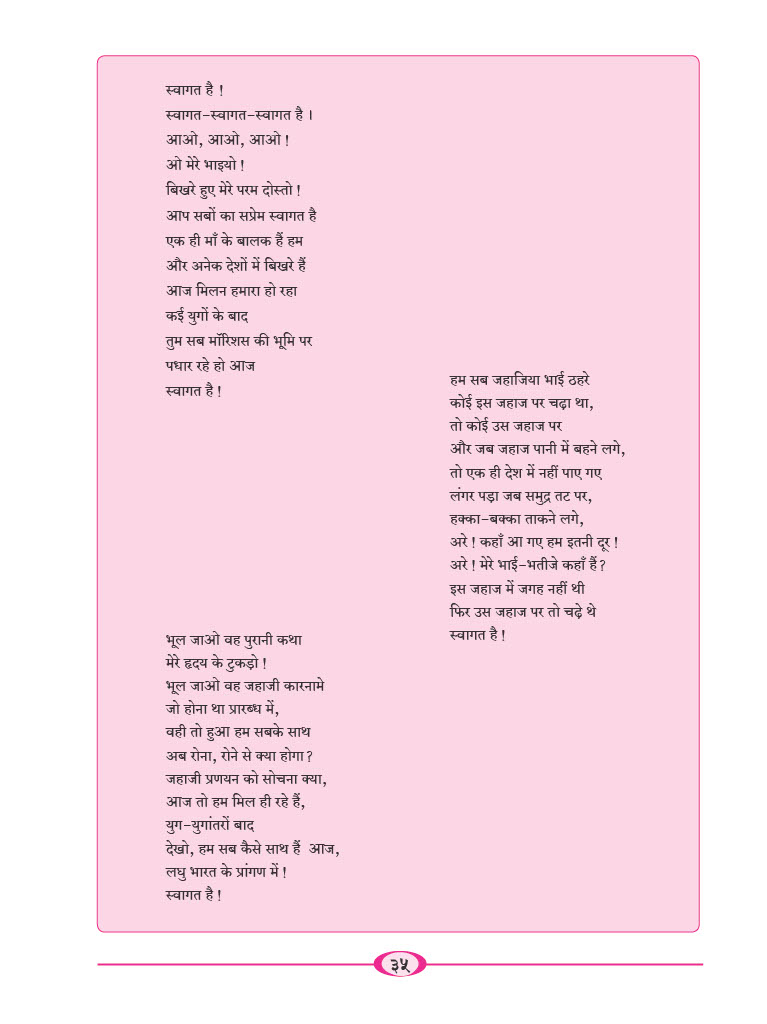 स्वागत है !
स्वागत-स्वागत-स्वागत है ।
आओ, आओ, आओ !
ओ मेरे भाइयो !
बिखरे हुए मेरे परम दोस्तो !
आप सबों का सप्रेम स्वागत है
एक ही माँ के बालक हैं हम
और अनेक देशों में बिखरे हैं
आज मिलन हमारा हो रहा
कई युगों के बाद
तुम सब मॉरिशस की भूमि पर
पधार रहे हो आज
स्वागत है !
हम सब जहाजिया भाई ठहरे
कोई इस जहाज पर चढ़ा था,
तो कोई उस जहाज पर
और जब जहाज पानी में बहने लगे,
तो एक ही देश में नहीं पाए गए
लंगर पड़ा जब समुद्र तट पर,
हक्का-बक्का ताकने लगे,
अरे ! कहाँ आ गए हम इतनी दूर !
अरे ! मेरे भाई-भतीजे कहाँ हैं ?
इस जहाज में जगह नहीं थी
फिर उस जहाज पर तो चढ़े थे
स्वागत है !
भूल जाओ वह पुरानी कथा
मेरे हृदय के टुकड़ो !
भूल जाओ वह जहाजी कारनामे
जो होना था प्रारब्ध में,
वही तो हुआ हम सबके साथ
अब रोना, रोने से क्या होगा ?
जहाजी प्रणयन को सोचना क्या,
आज तो हम मिल ही रहे हैं,
युग-युगांतरों बाद
देखो, हम सब कैसे साथ हैं आज,
लघु भारत के प्रांगण में !
स्वागत है !
३५